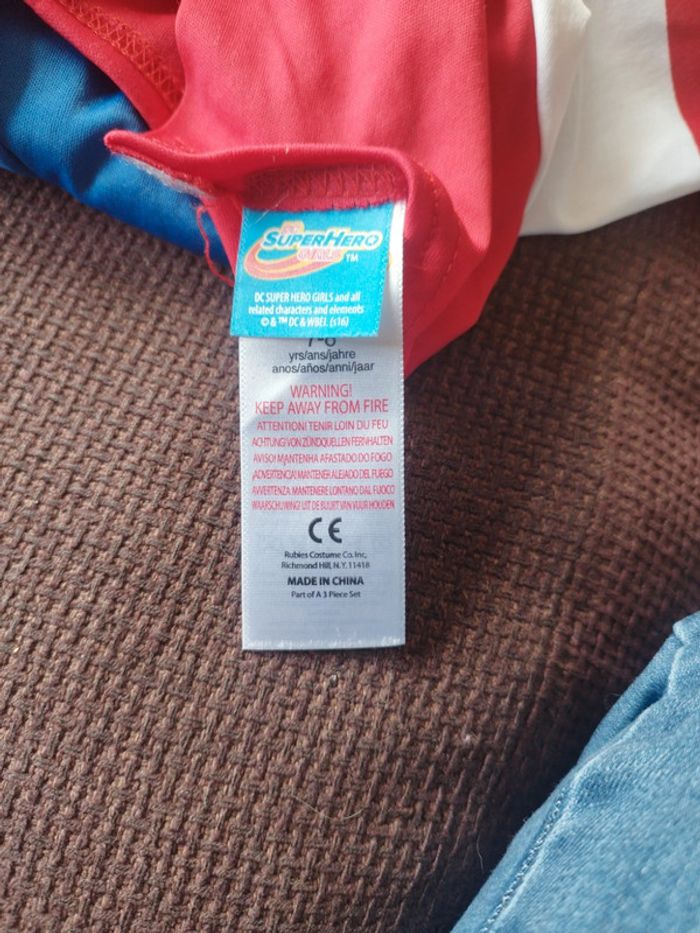 SUPERHERO
GIRLS TM
DC SUPER HERO GIRLS and all
related characters and elements
© & ™ DC & WBEI. (s16)
yrs/ans/jahre
anos/años/anni/jaar
WARNING!
KEEP AWAY FROM FIRE
ATTENTION! TENIR LOIN DU FEU
ACHTUNG! VON ZÜNDQUELLEN FERNHALTEN
AVISO! MANTENHA AFASTADO DO FOGO
¡ADVERTENCIA! MANTENER ALEJADO DEL FUEGO
AVVERTENZA. MANTENERE LONTANO DAL FUOCO
WAARSCHUWING! UIT DE BUURT VAN VUUR HOUDEN
CE
Rubies Costume Co. Inc,
Richmond Hill, N.Y. 11418
MADE IN CHINA
Part of A 3 Piece Set